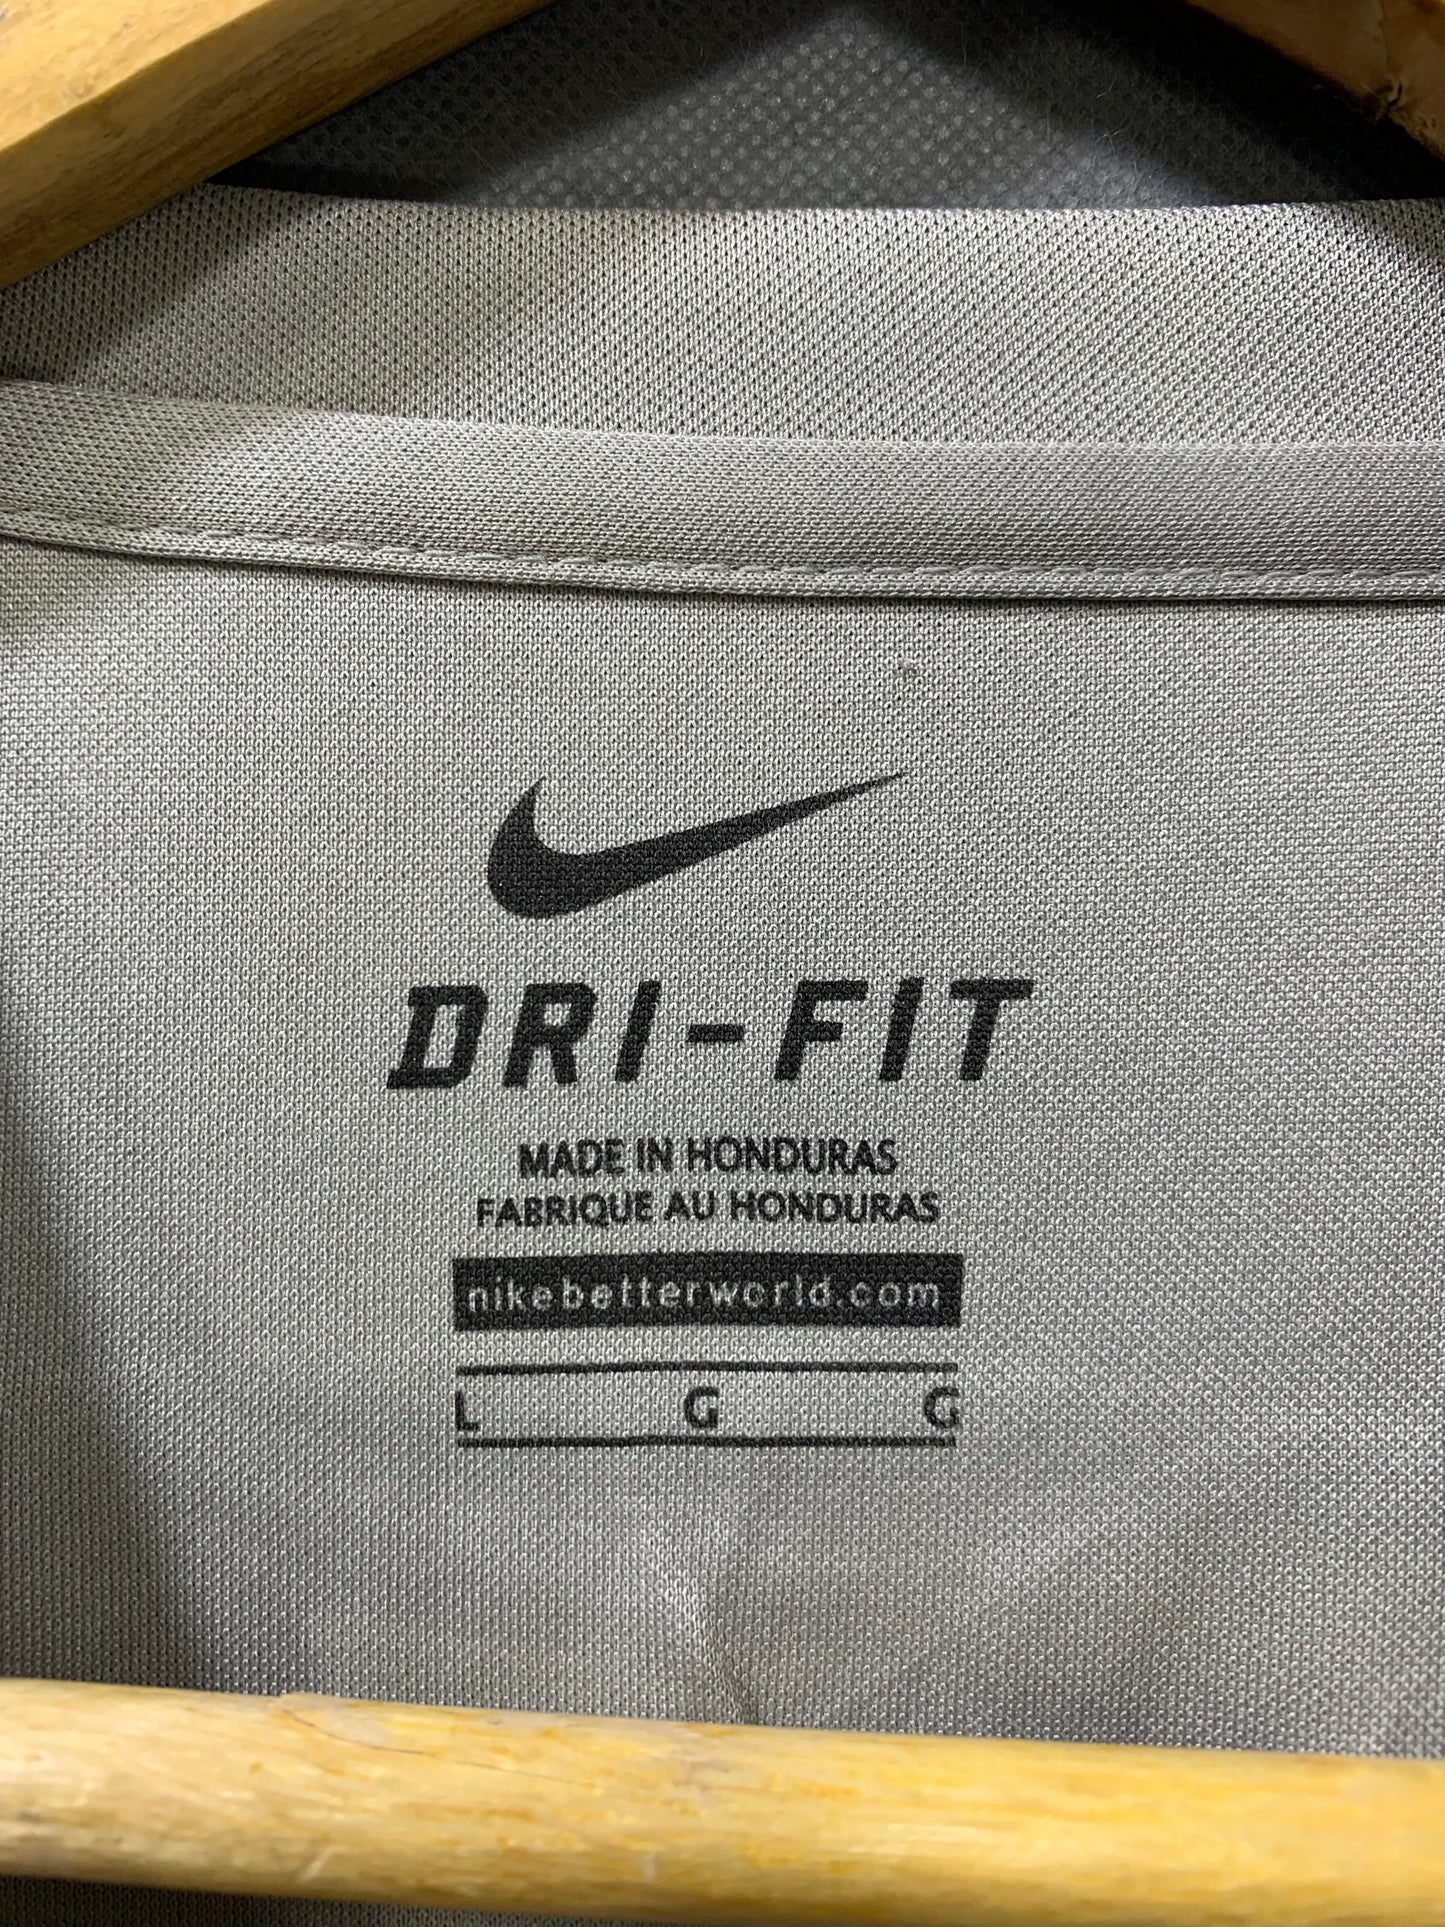 DRI-FIT
MADE IN HONDURAS
FABRIQUE AU HONDURAS
nikebetterworld.com
L G G